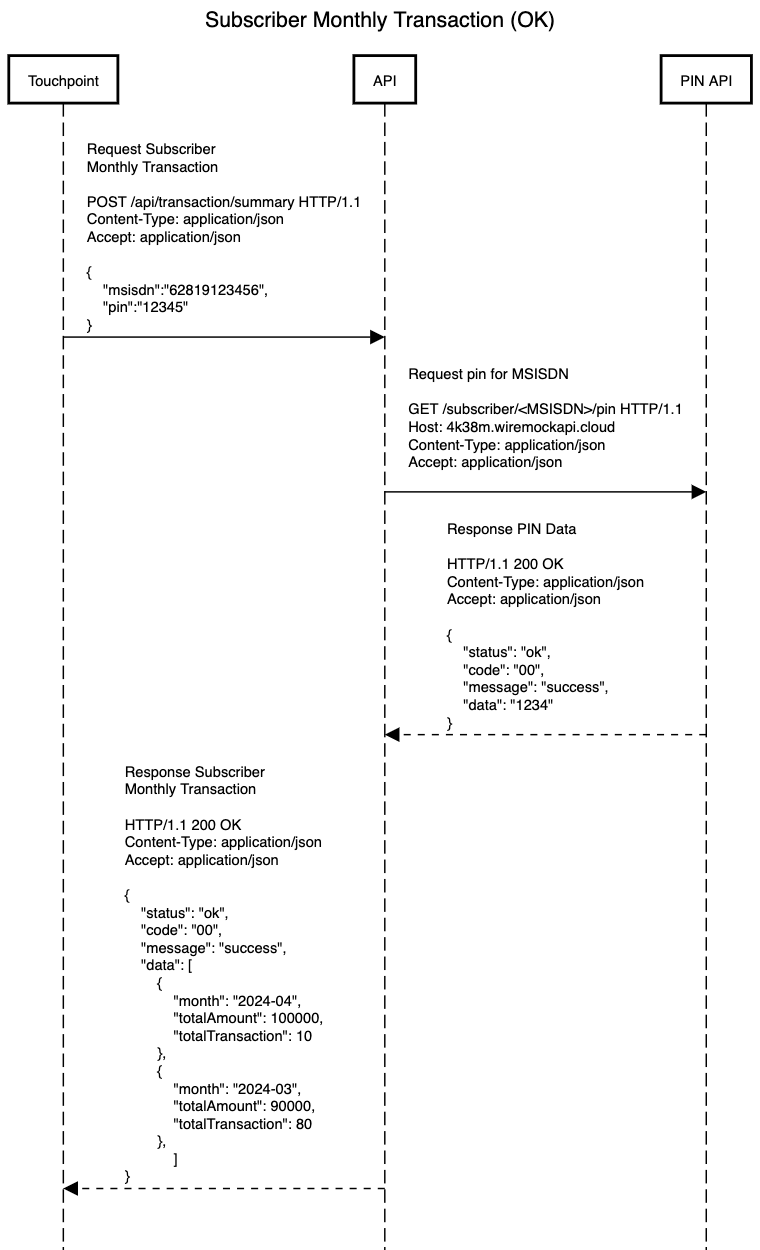 Subscriber Monthly Transaction (OK)
Touchpoint
API
PIN API
Request Subscriber
Monthly Transaction
POST /api/transaction/summary HTTP/1.1
Content-Type: application/json
Accept: application/json
{
"msisdn":"62819123456",
"pin":"12345"
}
Request pin for MSISDN
GET /subscriber/<MSISDN>/pin HTTP/1.1
Host: 4k38m.wiremockapi.cloud
Content-Type: application/json
Accept: application/json
Response PIN Data
HTTP/1.1 200 OK
Content-Type: application/json
Accept: application/json
{
"status": "ok",
"code": "00",
"message": "success",
"data": "1234"
}
Response Subscriber
Monthly Transaction
HTTP/1.1 200 OK
Content-Type: application/json
Accept: application/json
{
"status": "ok",
"code": "00",
"message": "success",
"data": [
{
"month": "2024-04",
"totalAmount": 100000,
"totalTransaction": 10
},
{
"month": "2024-03",
"totalAmount": 90000,
"totalTransaction": 80
},
]
}